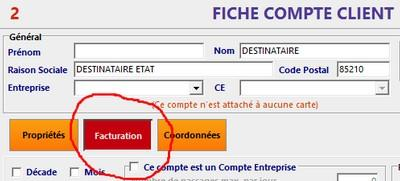 2 FICHE COMPTE CLIENT
Général
Prénom Nom DESTINATAIRE
Raison Sociale DESTINATAIRE ETAT Code Postal 85210
Entreprise CE
(Ce compte n'est attaché à aucune carte)
Propriétés Facturation Coordonnées
Décade Mois Ce compte est un Compte Entreprise